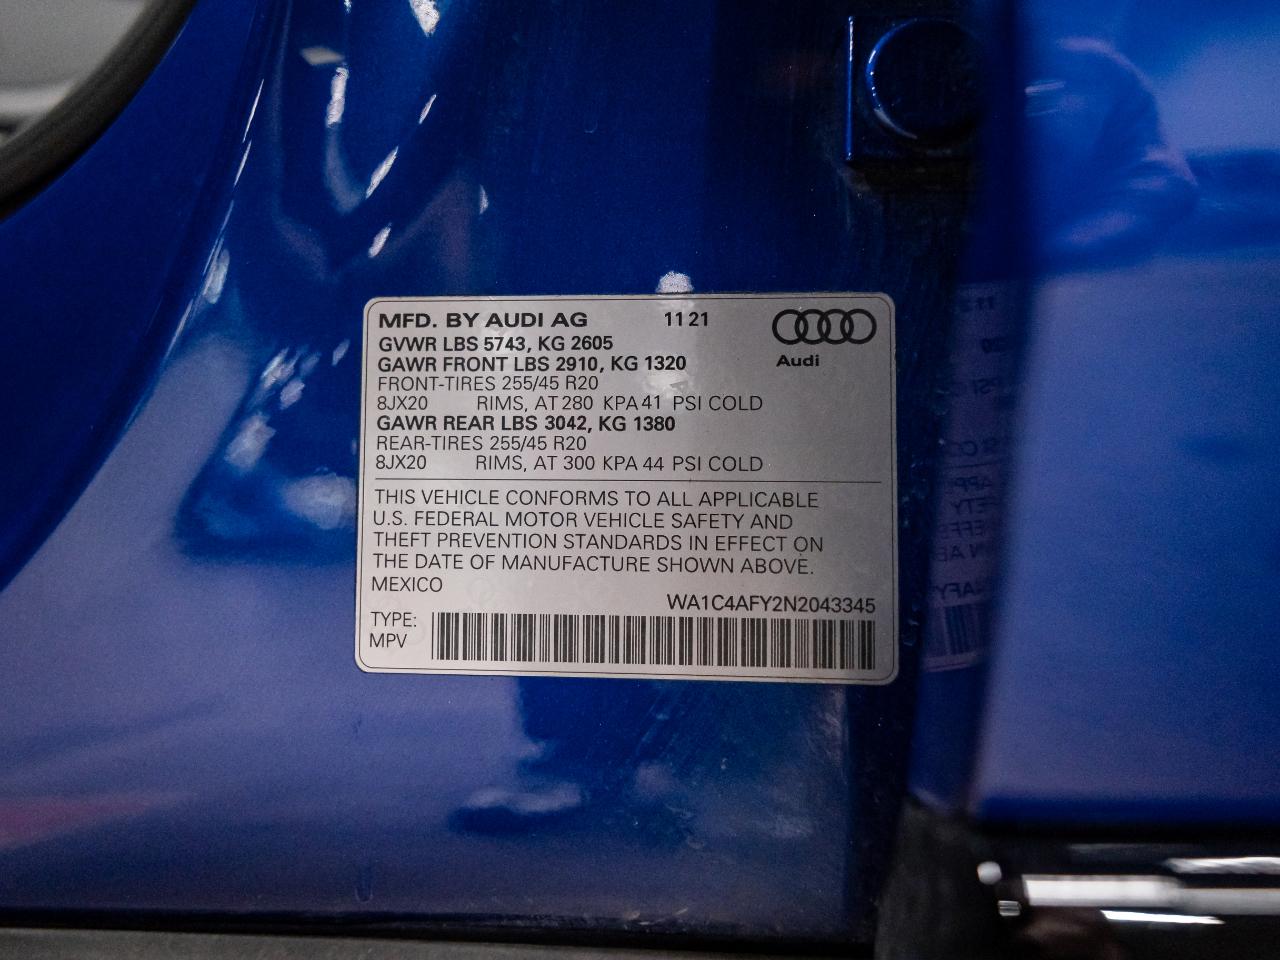 MFD. BY AUDI AG 11 21
GVWR LBS 5743, KG 2605
GAWR FRONT LBS 2910, KG 1320
Audi
FRONT-TIRES 255/45 R20
8JX20 RIMS, AT 280 KPA 41 PSI COLD
GAWR REAR LBS 3042, KG 1380
REAR-TIRES 255/45 R20
8JX20 RIMS, AT 300 KPA 44 PSI COLD
THIS VEHICLE CONFORMS TO ALL APPLICABLE
U.S. FEDERAL MOTOR VEHICLE SAFETY AND
THEFT PREVENTION STANDARDS IN EFFECT ON
THE DATE OF MANUFACTURE SHOWN ABOVE.
MEXICO
WA1C4AFY2N2043345
TYPE:
MPV